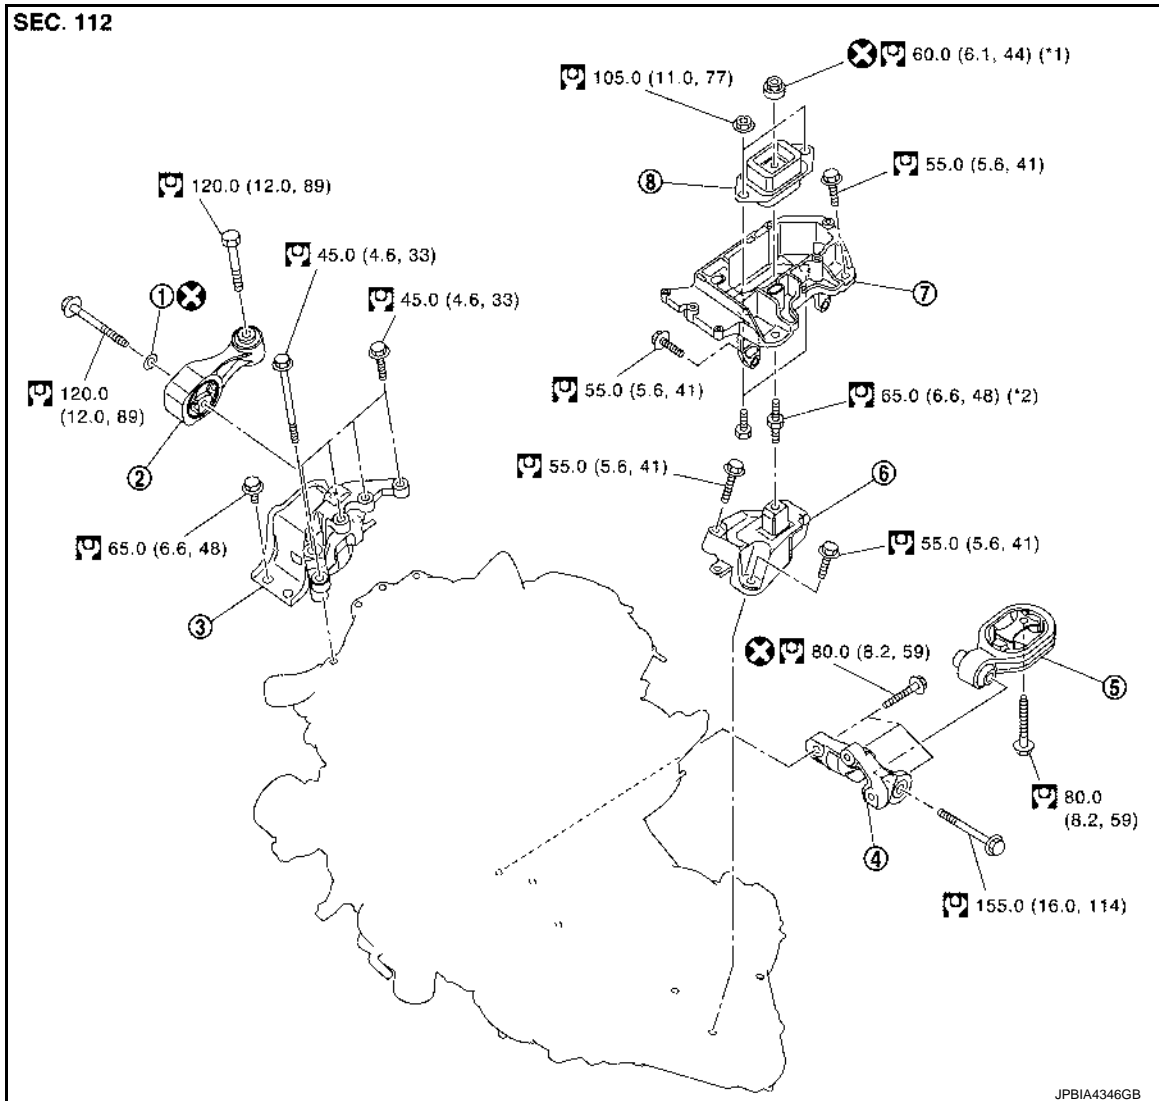 SEC. 112
60.0 (6.1, 44) (*1)
105.0 (11.0, 77)
55.0 (5.6, 41)
8
120.0 (12.0, 89)
45.0 (4.6, 33)
1
45.0 (4.6, 33)
7
120.0
(12.0, 89)
55.0 (5.6, 41)
65.0 (6.6, 48) (*2)
2
55.0 (5.6, 41)
6
65.0 (6.6, 48)
55.0 (5.6, 41)
3
80.0 (8.2, 59)
5
80.0
(8.2, 59)
4
155.0 (16.0, 114)
JPBIA4346GB